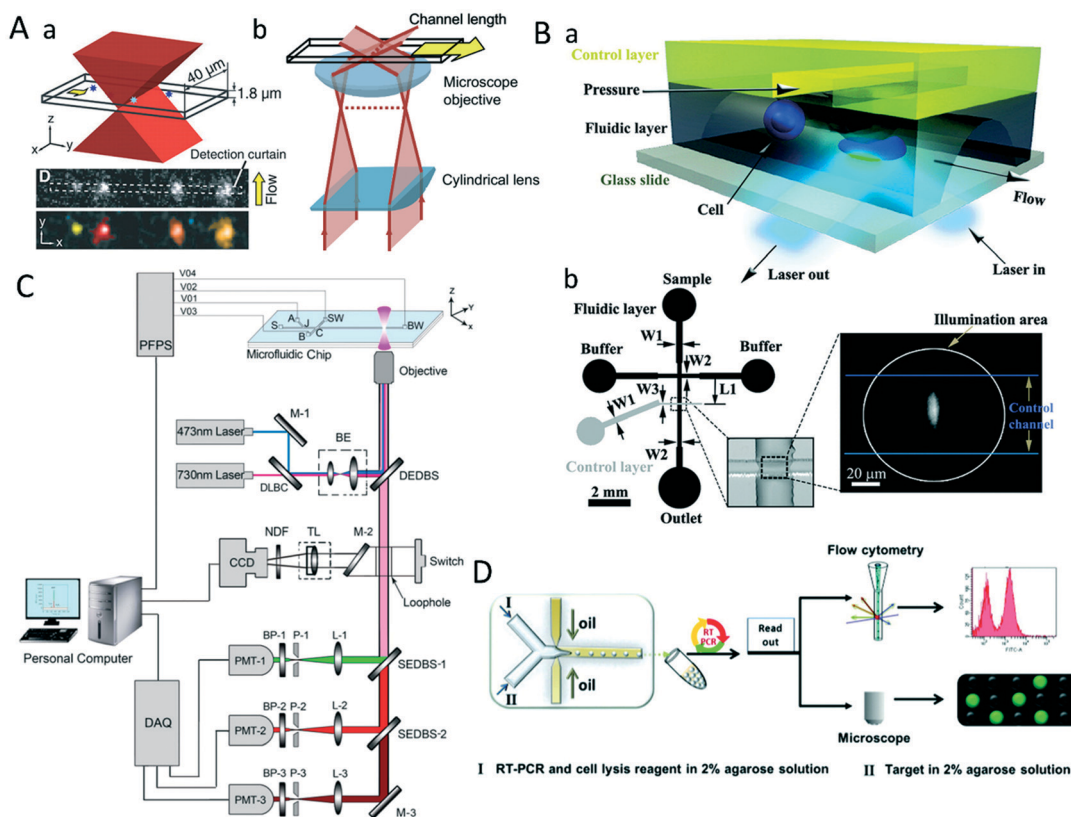 A
a
40 μm
1.8 μm
z
x
y
Detection curtain
D
Flow
y
x
b
Channel length
Microscope
objective
Cylindrical lens
B
a
Control layer
Pressure
Fluidic layer
Glass slide
Cell
Flow
Laser out
Laser in
b
Sample
Fluidic layer
W1
Buffer
Buffer
W2
W3
L1
W1
W2
Control layer
2 mm
Outlet
Illumination area
Control
channel
20 μm
C
V04
V02
V01
V03
PFPS
A
J
SW
S
B
C
BW
Z
Y
X
Microfluidic Chip
Objective
M-1
473nm Laser
730nm Laser
BE
DLBC
DEDBS
NDF
TL
M-2
CCD
Switch
Loophole
Personal Computer
BP-1
P-1
L-1
PMT-1
SEDBS-1
DAQ
BP-2
P-2
L-2
PMT-2
SEDBS-2
BP-3
P-3
L-3
PMT-3
M-3
D
I
oil
II
oil
RT
PCR
Read
out
Flow cytometry
Count
FITC-A
Microscope
I RT-PCR and cell lysis reagent in 2% agarose solution
II Target in 2% agarose solution